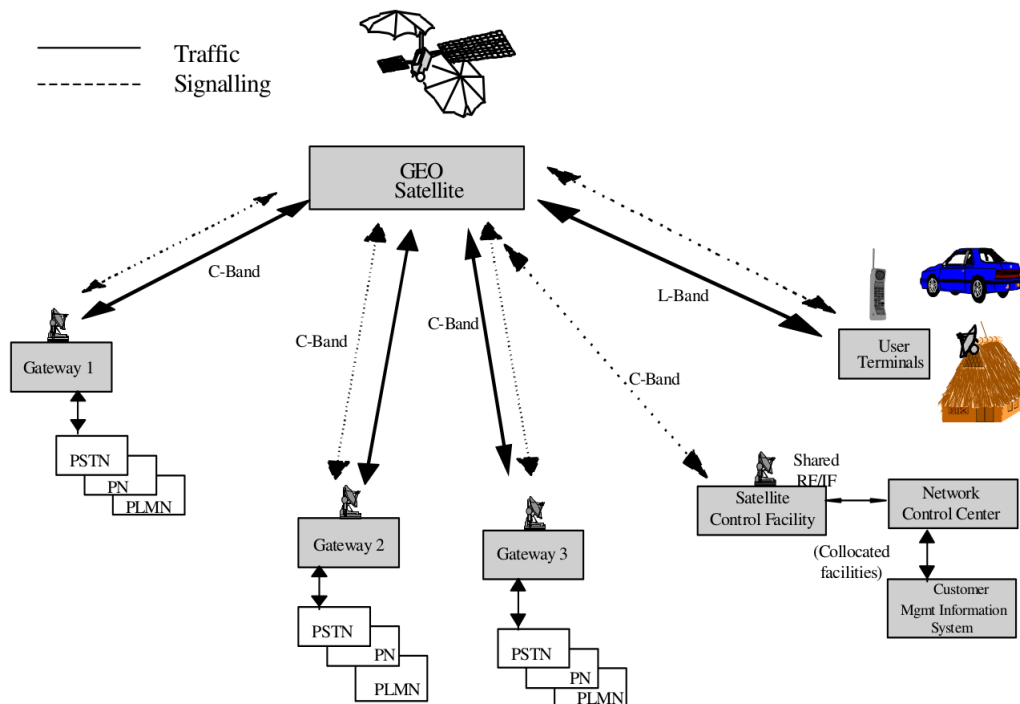 Traffic
Signalling
GEO
Satellite
C-Band
C-Band
C-Band
C-Band
L-Band
User
Terminals
Gateway 1
PSTN
PN
PLMN
Gateway 2
PSTN
PN
PLMN
Gateway 3
PSTN
PN
PLMN
Shared
RF/IF
Satellite
Control Facility
Network
Control Center
(Collocated
facilities)
Customer
Mgmt Information
System